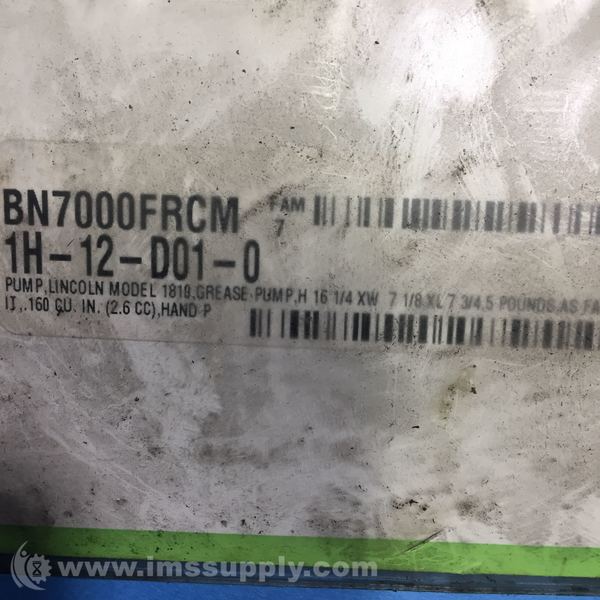 BN7000FRCM FAM
7
1H-12-D01-0
PUMP,LINCOLN MODEL 1819,GREASE PUMP,H 16 1/4 XW 7 1/8 XL 7 3/4,5 POUNDS,AS FA
IT,.160 CU. IN. (2.6 CC),HAND P
www.imssupply.com